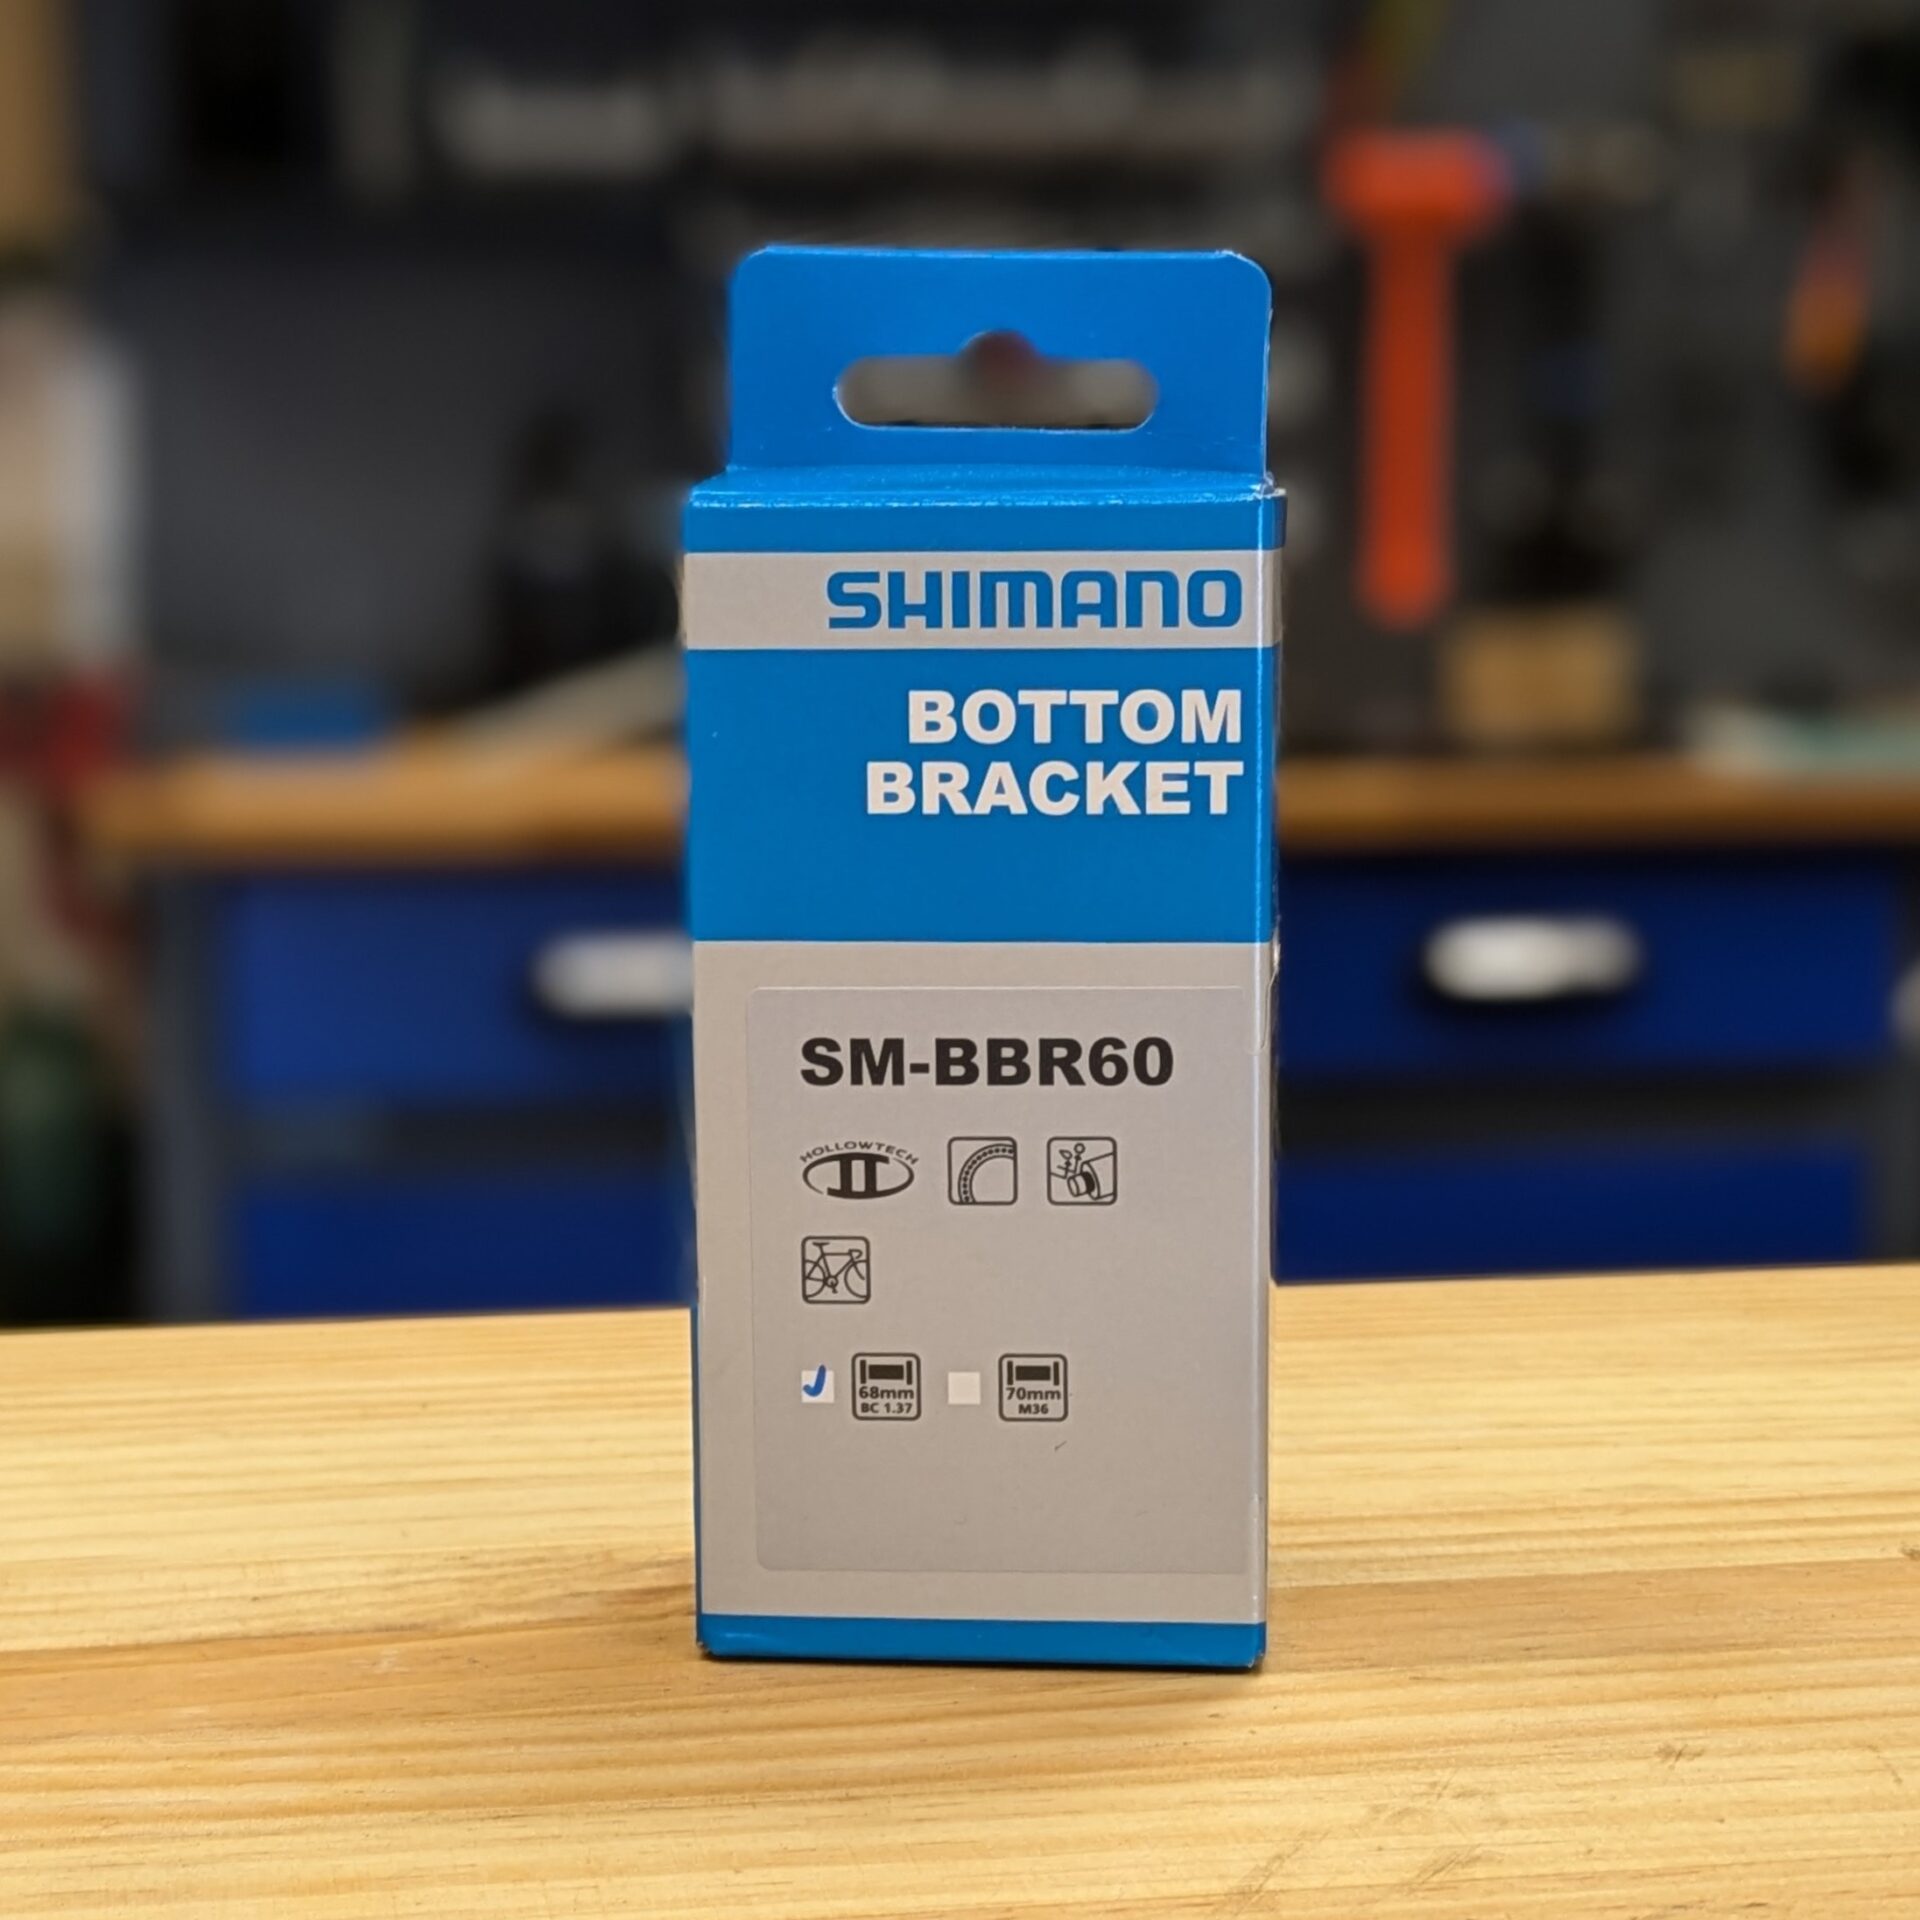 SHIMANO
BOTTOM
BRACKET
SM-BBR60
HOLLOWTECH
II
68mm
BC 1.37
70mm
M36